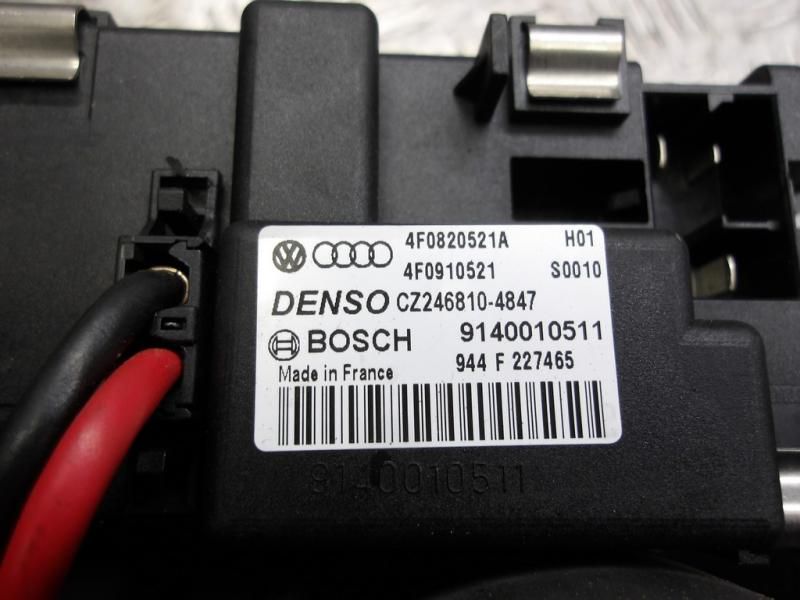 4F0820521A H01
4F0910521 S0010
DENSO CZ246810-4847
BOSCH 9140010511
Made in France 944 F 227465
9140010511